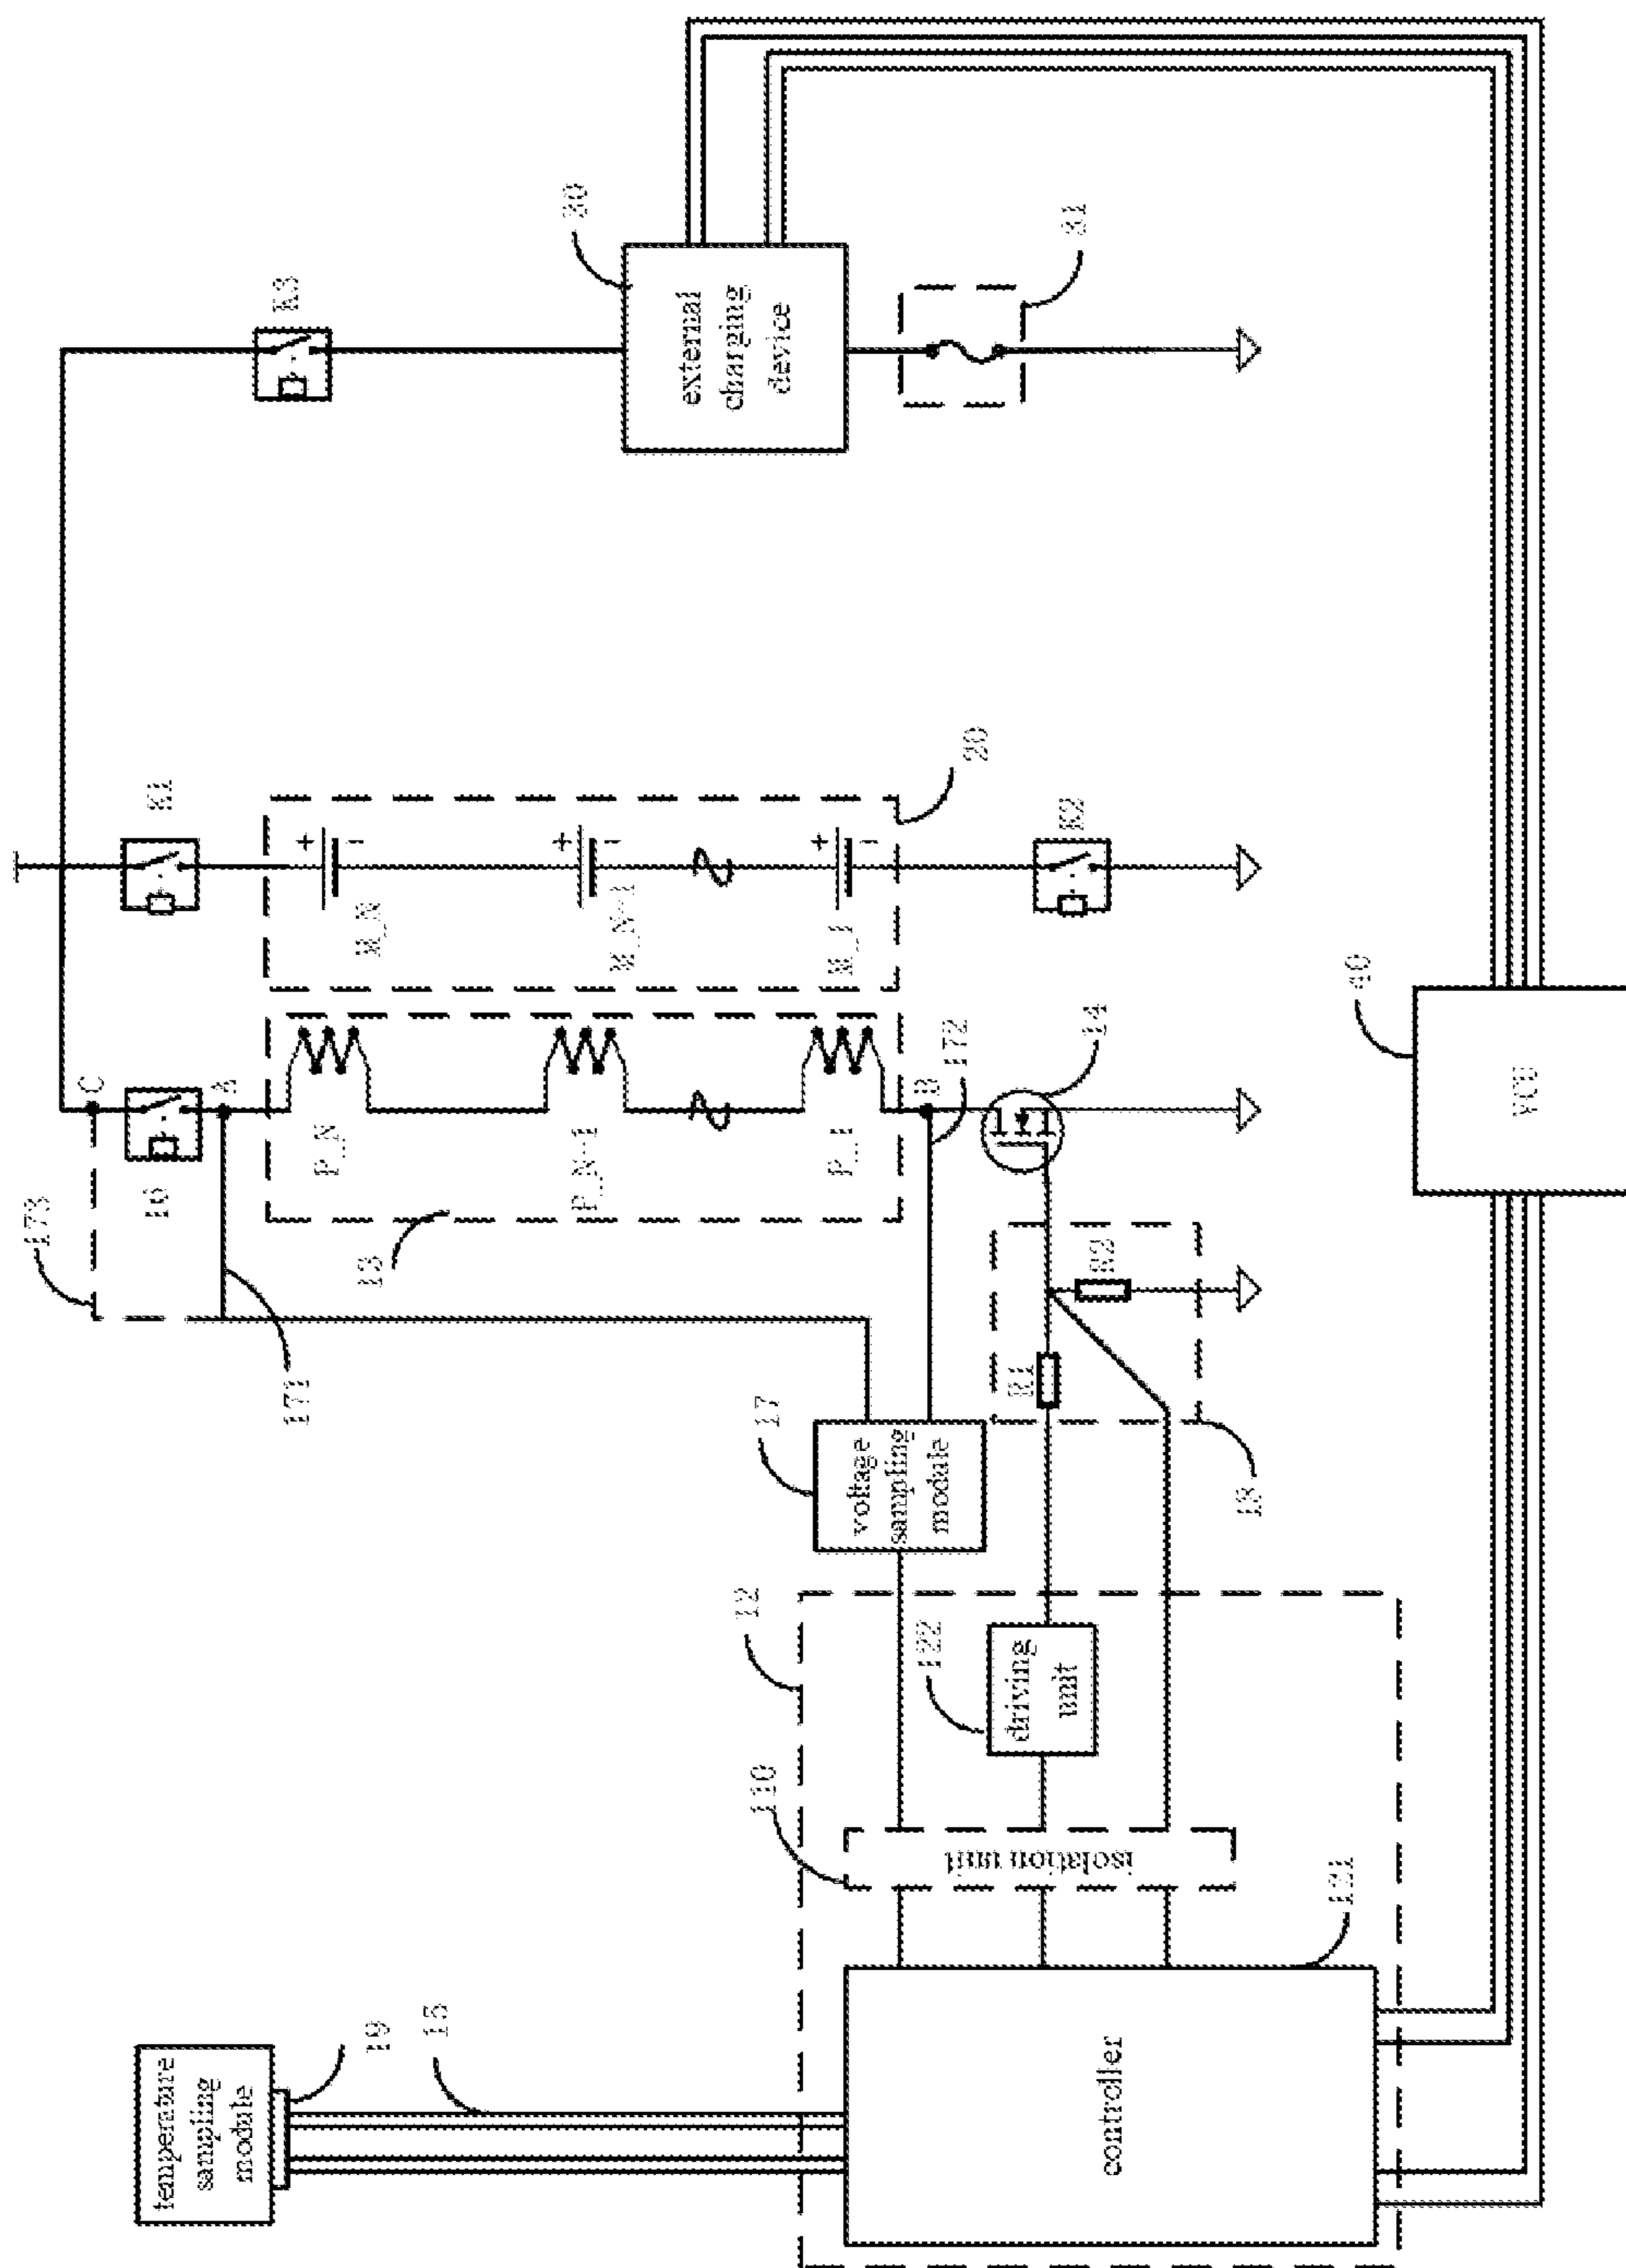 temperature
sampling
module
19
15
controller
121
isolation unit
110
driving
unit
122
12
voltage
sampling
module
17
18
R1
R2
171
172
173
C
A
B
16
13
P_N
P_N-1
P_1
14
M_N
M_N-1
M_1
20
K1
K2
K3
external
charging
device
30
31
VCU
40